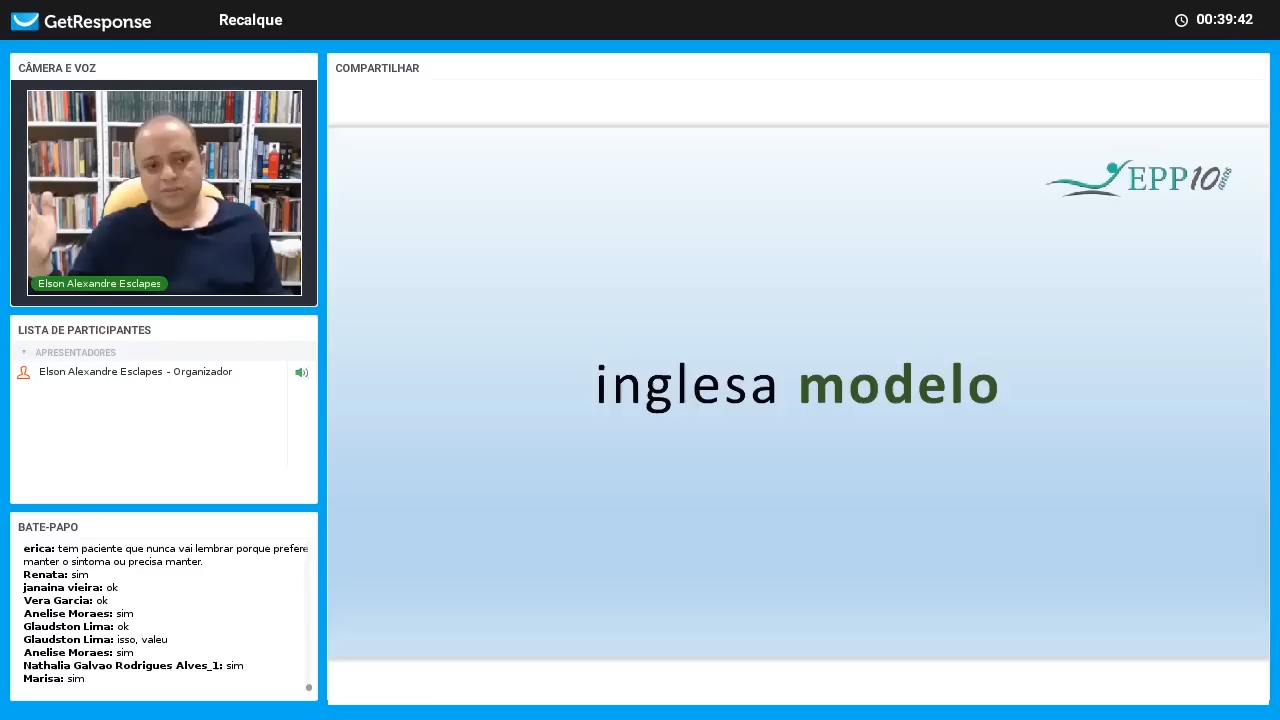 GetResponse
Recalque
00:39:42
CÂMERA E VOZ
Elson Alexandre Esclapes
LISTA DE PARTICIPANTES
APRESENTADORES
Elson Alexandre Esclapes - Organizador
BATE-PAPO
erica: tem paciente que nunca vai lembrar porque prefere
manter o sintoma ou precisa manter.
Renata: sim
janaina vieira: ok
Vera Garcia: ok
Anelise Moraes: sim
Glaudston Lima: ok
Glaudston Lima: isso, valeu
Anelise Moraes: sim
Nathalia Galvao Rodrigues Alves_1: sim
Marisa: sim
COMPARTILHAR
EPP10 anos
inglesa modelo